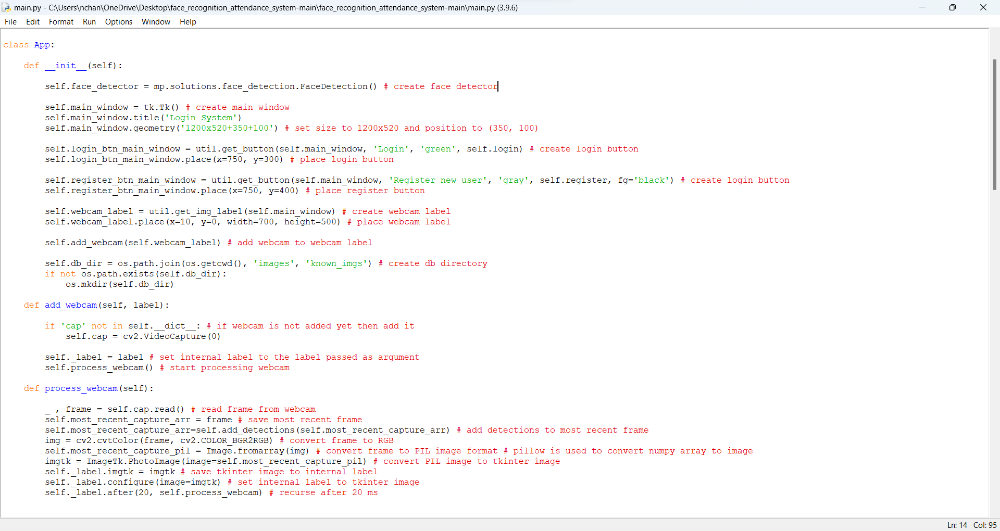 main.py - C:\Users\nchan\OneDrive\Desktop\face_recognition_attendance_system-main\face_recognition_attendance_system-main\main.py (3.9.6)
File Edit Format Run Options Window Help
class App:
def __init__(self):
self.face_detector = mp.solutions.face_detection.FaceDetection() # create face detector
self.main_window = tk.Tk() # create main window
self.main_window.title('Login System')
self.main_window.geometry('1200x520+350+100') # set size to 1200x520 and position to (350, 100)
self.login_btn_main_window = util.get_button(self.main_window, 'Login', 'green', self.login) # create login button
self.login_btn_main_window.place(x=750, y=300) # place login button
self.register_btn_main_window = util.get_button(self.main_window, 'Register new user', 'gray', self.register, fg='black') # create login button
self.register_btn_main_window.place(x=750, y=400) # place register button
self.webcam_label = util.get_img_label(self.main_window) # create webcam label
self.webcam_label.place(x=10, y=0, width=700, height=500) # place webcam label
self.add_webcam(self.webcam_label) # add webcam to webcam label
self.db_dir = os.path.join(os.getcwd(), 'images', 'known_imgs') # create db directory
if not os.path.exists(self.db_dir):
os.mkdir(self.db_dir)
def add_webcam(self, label):
if 'cap' not in self.__dict__: # if webcam is not added yet then add it
self.cap = cv2.VideoCapture(0)
self._label = label # set internal label to the label passed as argument
self.process_webcam() # start processing webcam
def process_webcam(self):
_ , frame = self.cap.read() # read frame from webcam
self.most_recent_capture_arr = frame # save most recent frame
self.most_recent_capture_arr=self.add_detections(self.most_recent_capture_arr) # add detections to most recent frame
img = cv2.cvtColor(frame, cv2.COLOR_BGR2RGB) # convert frame to RGB
self.most_recent_capture_pil = Image.fromarray(img) # convert frame to PIL image format # pillow is used to convert numpy array to image
imgtk = ImageTk.PhotoImage(image=self.most_recent_capture_pil) # convert PIL image to tkinter image
self._label.imgtk = imgtk # save tkinter image to internal label
self._label.configure(image=imgtk) # set internal label to tkinter image
self._label.after(20, self.process_webcam) # recurse after 20 ms
Ln: 14 Col: 95